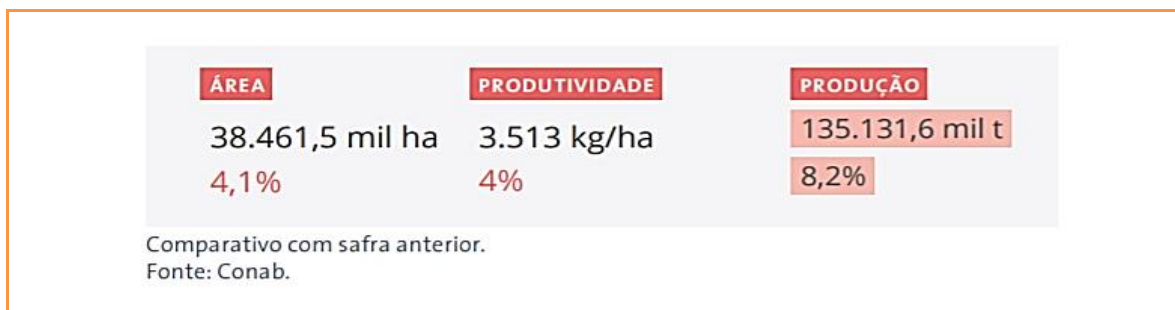 ÁREA PRODUTIVIDADE PRODUÇÃO
38.461,5 mil ha 3.513 kg/ha 135.131,6 mil t
4,1% 4% 8,2%
Comparativo com safra anterior.
Fonte: Conab.